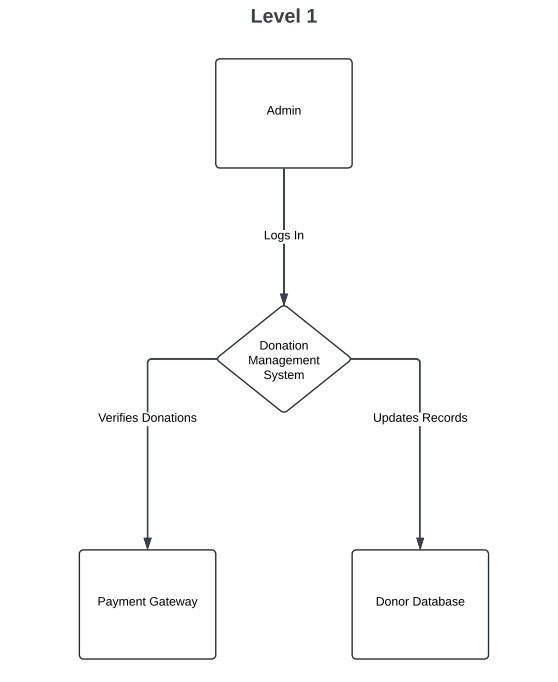 Level 1
Admin
Logs In
Donation
Management
System
Verifies Donations
Updates Records
Payment Gateway
Donor Database